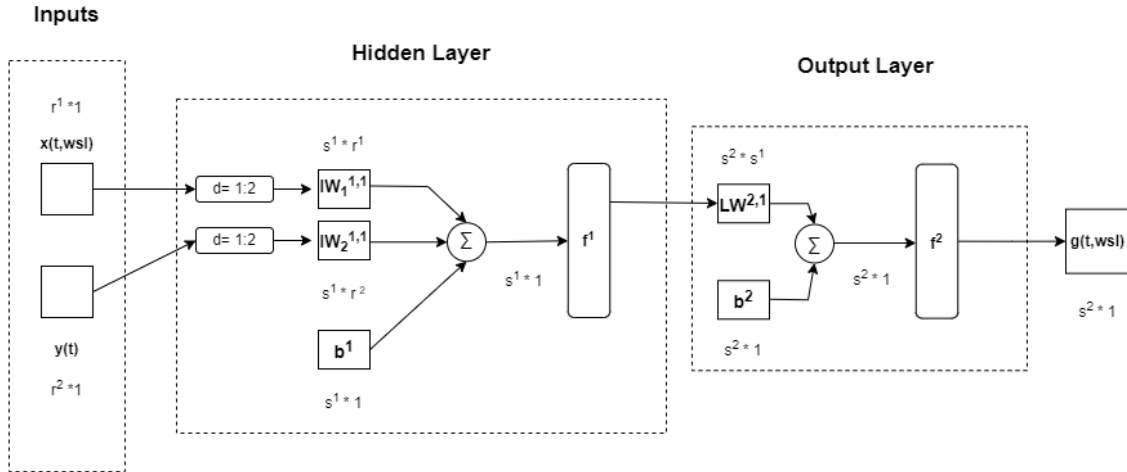 Inputs
Hidden Layer
Output Layer
r¹ *1
x(t,wsl)
y(t)
r² *1
d= 1:2
d= 1:2
s¹ * r¹
IW₁¹,¹
IW₂¹,¹
s¹ * r²
b¹
s¹ * 1
Σ
s¹ * 1
f¹
s² * s¹
LW²,¹
b²
s² * 1
Σ
s² * 1
f²
g(t,wsl)
s² * 1